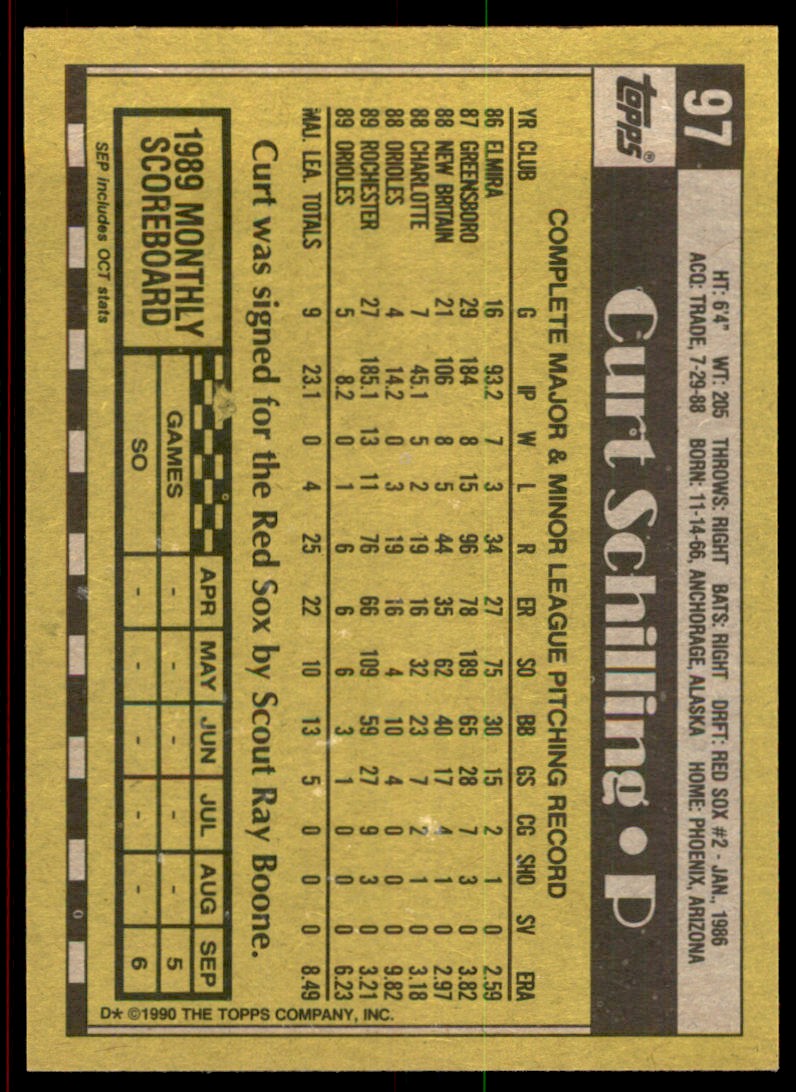 97
topps®
HT: 6'4" WT: 205 THROWS: RIGHT BATS: RIGHT DRFT: RED SOX #2 - JAN., 1986
ACQ: TRADE, 7-29-88 BORN: 11-14-66, ANCHORAGE, ALASKA HOME: PHOENIX, ARIZONA
Curt Schilling • P
COMPLETE MAJOR & MINOR LEAGUE PITCHING RECORD
YR CLUB G IP W L R ER SO BB GS CG SHO SV ERA
86 ELMIRA 16 93.2 7 3 34 27 75 30 15 2 1 0 2.59
87 GREENSBORO 29 184 8 15 96 78 189 65 28 7 3 0 3.82
88 NEW BRITAIN 21 106 8 5 44 35 62 40 17 4 1 0 2.97
88 CHARLOTTE 7 45.1 5 2 19 16 32 23 7 2 1 0 3.18
88 ORIOLES 4 14.2 0 3 19 16 4 10 4 0 0 0 9.82
89 ROCHESTER 27 185.1 13 11 76 66 109 59 27 9 3 0 3.21
89 ORIOLES 5 8.2 0 1 6 6 6 3 1 0 0 0 6.23
MAJ. LEA. TOTALS 9 23.1 0 4 25 22 10 13 5 0 0 0 8.49
Curt was signed for the Red Sox by Scout Ray Boone.
1989 MONTHLY
SCOREBOARD
APR MAY JUN JUL AUG SEP
GAMES - - - - - 5
SO - - - - - 6
SEP includes OCT stats
D* ©1990 THE TOPPS COMPANY, INC.